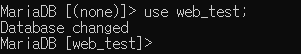 MariaDB [(none)]> use web_test;
Database changed
MariaDB [web_test]>